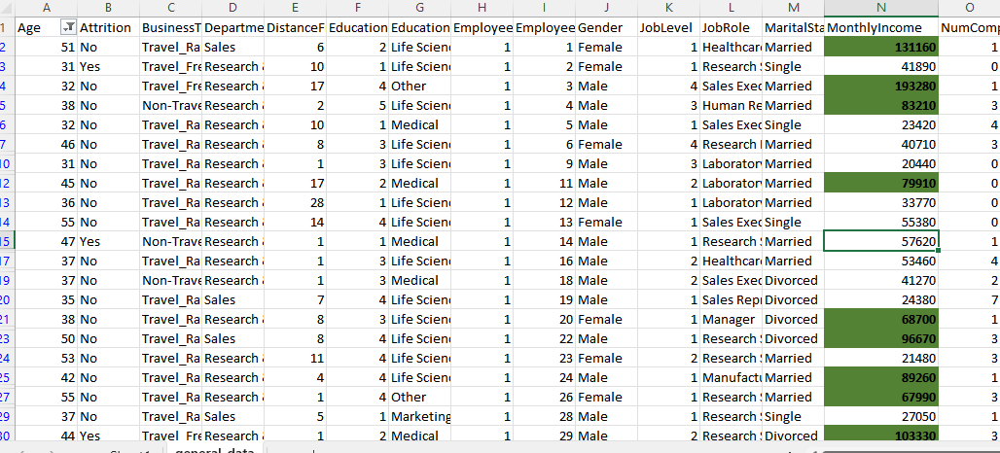 A B C D E F G H I J K L M N O
1 Age Attrition BusinessT Departme DistanceF Education Education Employee Employee Gender JobLevel JobRole MaritalSta MonthlyIncome NumComp
2 51 No Travel_Ra Sales 6 2 Life Scien 1 1 Female 1 Healthcar Married 131160 1
3 31 Yes Travel_Fre Research 10 1 Life Scien 1 2 Female 1 Research Single 41890 0
4 32 No Travel_Fre Research 17 4 Other 1 3 Male 4 Sales Exec Married 193280 1
5 38 No Non-Trave Research 2 5 Life Scien 1 4 Male 3 Human Re Married 83210 3
6 32 No Travel_Ra Research 10 1 Medical 1 5 Male 1 Sales Exec Single 23420 4
7 46 No Travel_Ra Research 8 3 Life Scien 1 6 Female 4 Research Married 40710 3
10 31 No Travel_Ra Research 1 3 Life Scien 1 9 Male 3 Laborator Married 20440 0
12 45 No Travel_Ra Research 17 2 Medical 1 11 Male 2 Laborator Married 79910 0
13 36 No Travel_Ra Research 28 1 Life Scien 1 12 Male 1 Laborator Married 33770 0
14 55 No Travel_Ra Research 14 4 Life Scien 1 13 Female 1 Sales Exec Single 55380 0
15 47 Yes Non-Trave Research 1 1 Medical 1 14 Male 1 Research Married 57620 1
17 37 No Travel_Ra Research 1 3 Life Scien 1 16 Male 2 Healthcar Married 53460 4
19 37 No Non-Trave Research 1 3 Medical 1 18 Male 2 Sales Exec Divorced 41270 2
20 35 No Travel_Ra Sales 7 4 Life Scien 1 19 Male 1 Sales Repr Divorced 24380 7
21 38 No Travel_Ra Research 8 3 Life Scien 1 20 Female 1 Manager Divorced 68700 1
23 50 No Travel_Ra Sales 8 4 Life Scien 1 22 Male 1 Research Divorced 96670 3
24 53 No Travel_Ra Research 11 4 Life Scien 1 23 Female 2 Research Married 21480 3
25 42 No Travel_Ra Research 4 4 Life Scien 1 24 Male 1 Manufactu Married 89260 1
27 55 No Travel_Ra Research 1 4 Other 1 26 Female 1 Research Married 67990 3
29 37 No Travel_Ra Sales 5 1 Marketing 1 28 Male 1 Research Single 27050 1
30 44 Yes Travel_Fre Research 1 2 Medical 1 29 Male 2 Research Divorced 103330 3
general_data